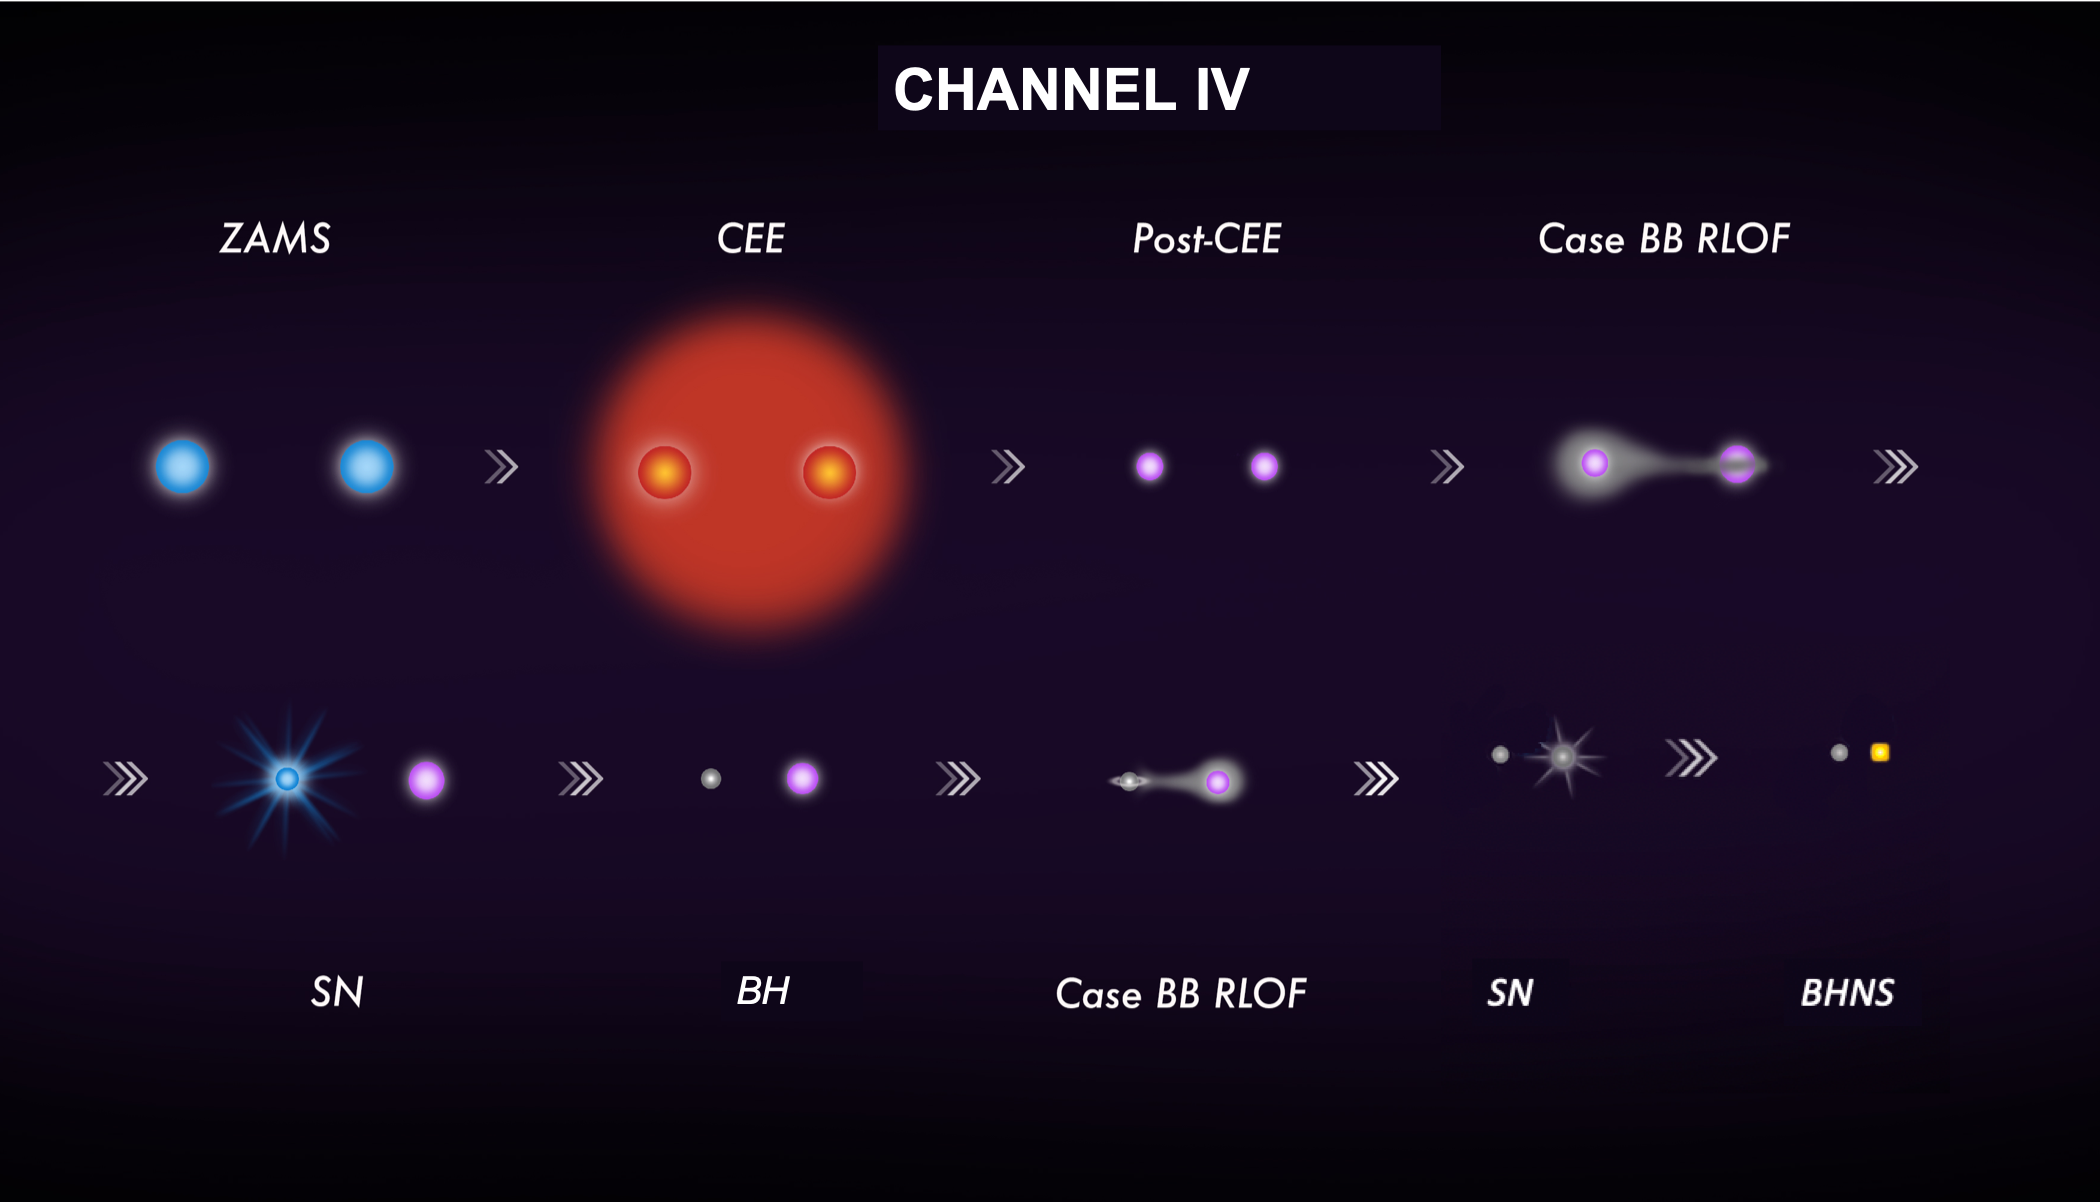 CHANNEL IV
ZAMS
CEE
Post-CEE
Case BB RLOF
SN
BH
Case BB RLOF
SN
BHNS